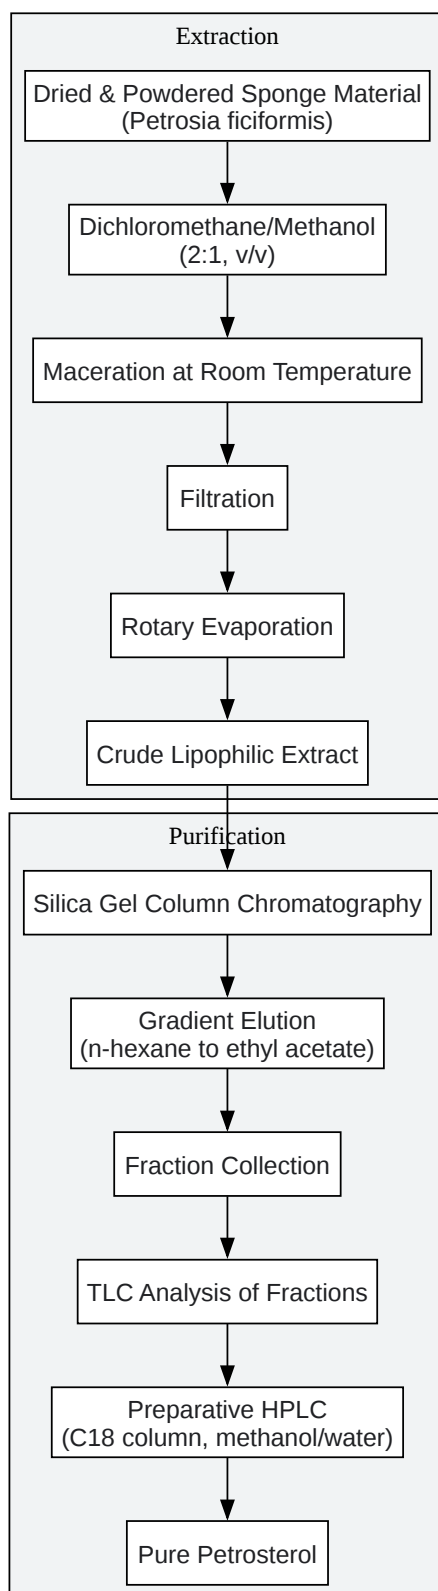 Extraction
Dried & Powdered Sponge Material
(Petrosia ficiformis)
Dichloromethane/Methanol
(2:1, v/v)
Maceration at Room Temperature
Filtration
Rotary Evaporation
Crude Lipophilic Extract
Purification
Silica Gel Column Chromatography
Gradient Elution
(n-hexane to ethyl acetate)
Fraction Collection
TLC Analysis of Fractions
Preparative HPLC
(C18 column, methanol/water)
Pure Petrosterol